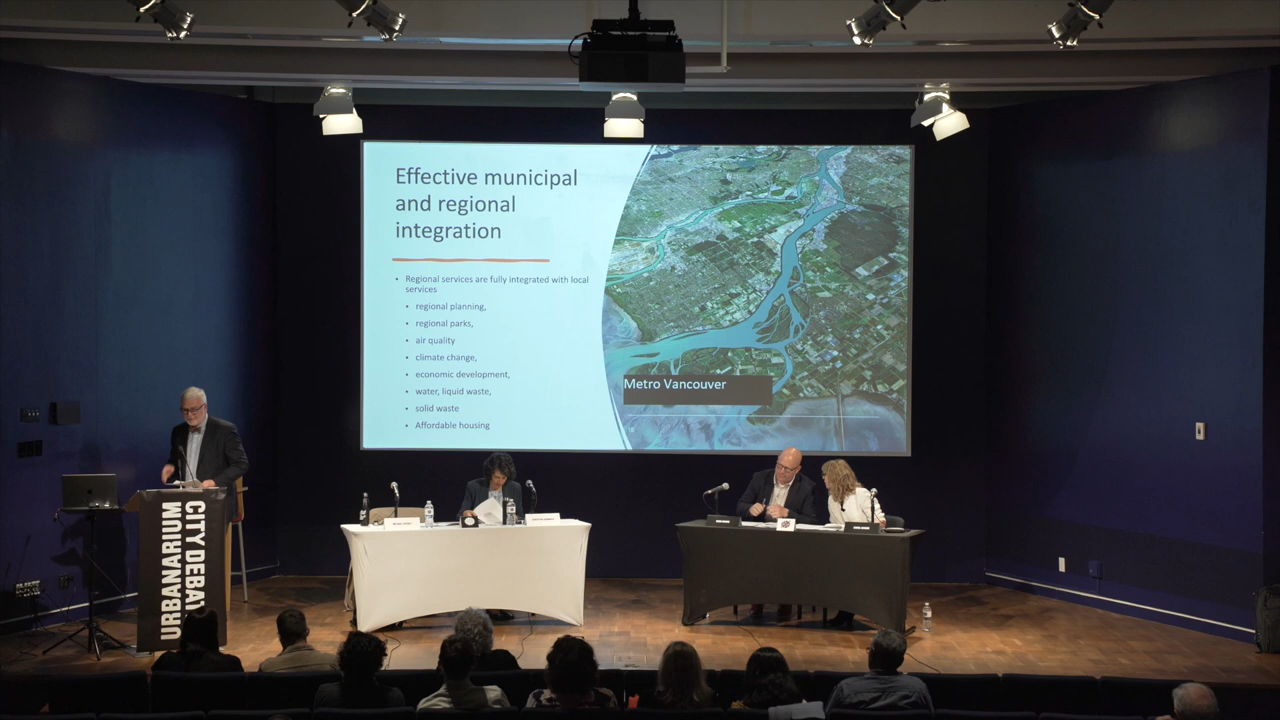 Effective municipal
and regional
integration
• Regional services are fully integrated with local
services
• regional planning,
• regional parks,
• air quality
• climate change,
• economic development,
• water, liquid waste,
• solid waste
• Affordable housing
Metro Vancouver
URBANARIUM
CITY DEBAT